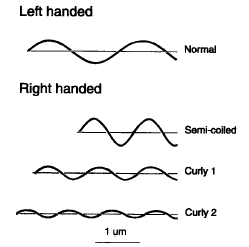 Left handed
Normal
Right handed
Semi-coiled
Curly 1
Curly 2
1 um